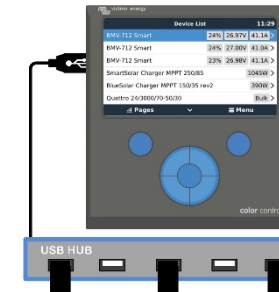 victron energy
Device List 11:29
BMV-712 Smart 24% 26.97V 41.1A >
BMV-712 Smart 24% 27.00V 41.0A >
BMV-712 Smart 23% 26.98V 41.1A >
SmartSolar Charger MPPT 250/85 1045W >
BlueSolar Charger MPPT 150/35 rev2 390W >
Quattro 24/3000/70-50/30 Bulk >
Pages Menu
color contro
USB HUB